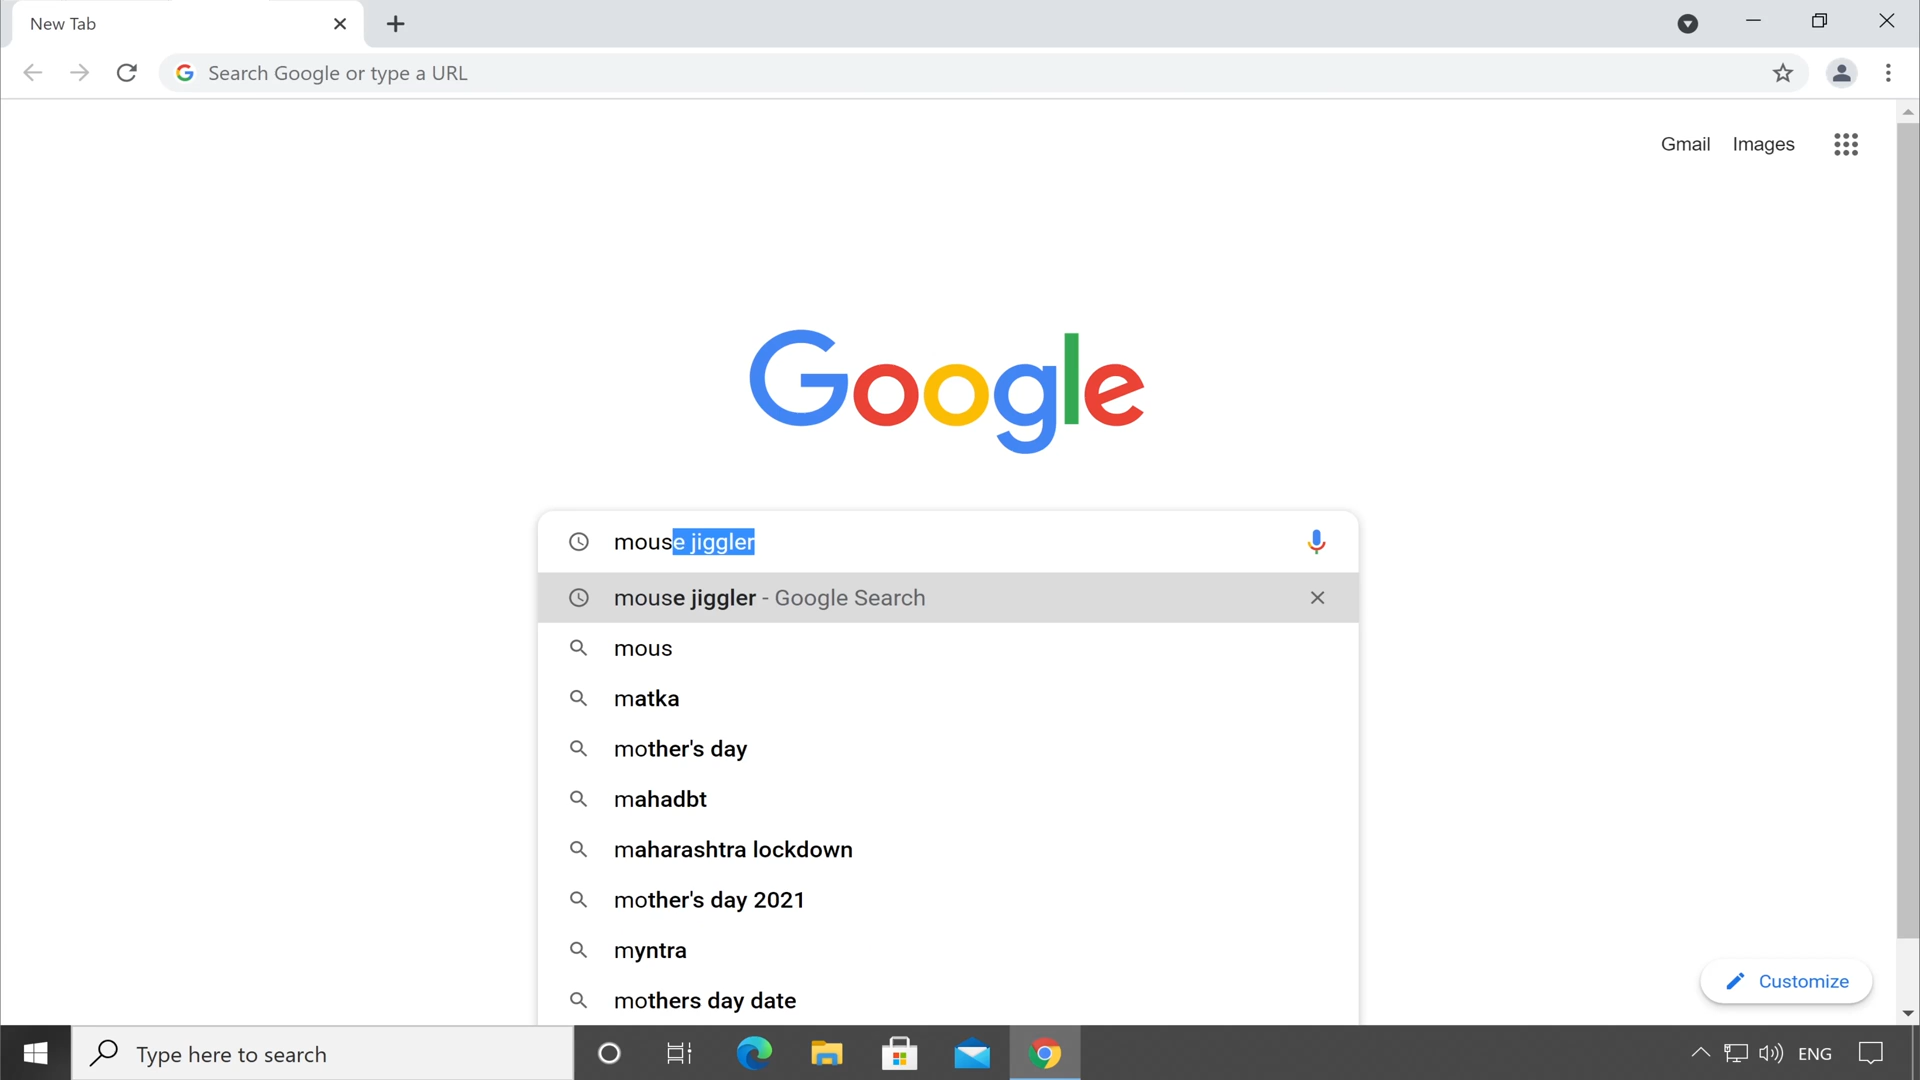 New Tab
Search Google or type a URL
Gmail Images
Google
mouse jiggler
mouse jiggler - Google Search
mous
matka
mother's day
mahadbt
maharashtra lockdown
mother's day 2021
myntra
mothers day date
Customize
Type here to search
ENG